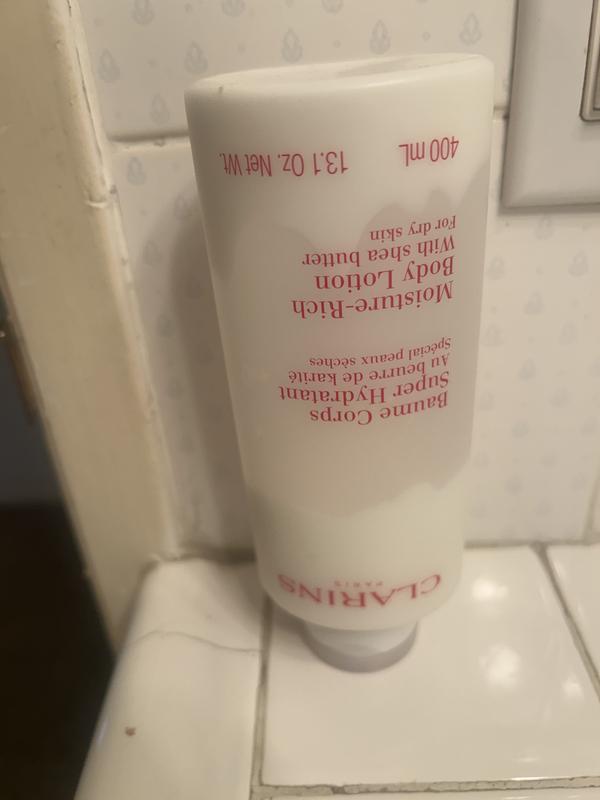 CLARINS
PARIS
Baume Corps
Super Hydratant
Au beurre de karité
Spécial peaux sèches
Moisture-Rich
Body Lotion
With shea butter
For dry skin
400 mL 13.1 Oz. Net Wt.